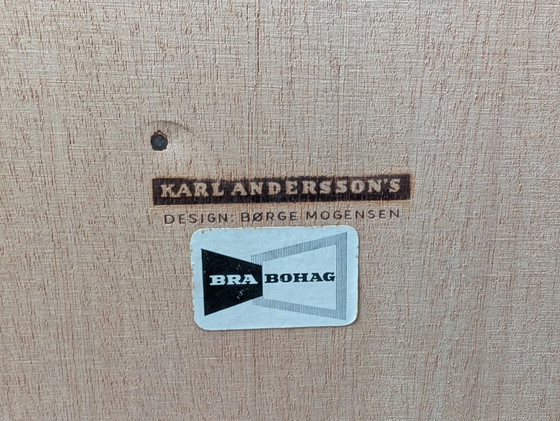 KARL ANDERSSON'S
DESIGN: BØRGE MOGENSEN
BRA BOHAG